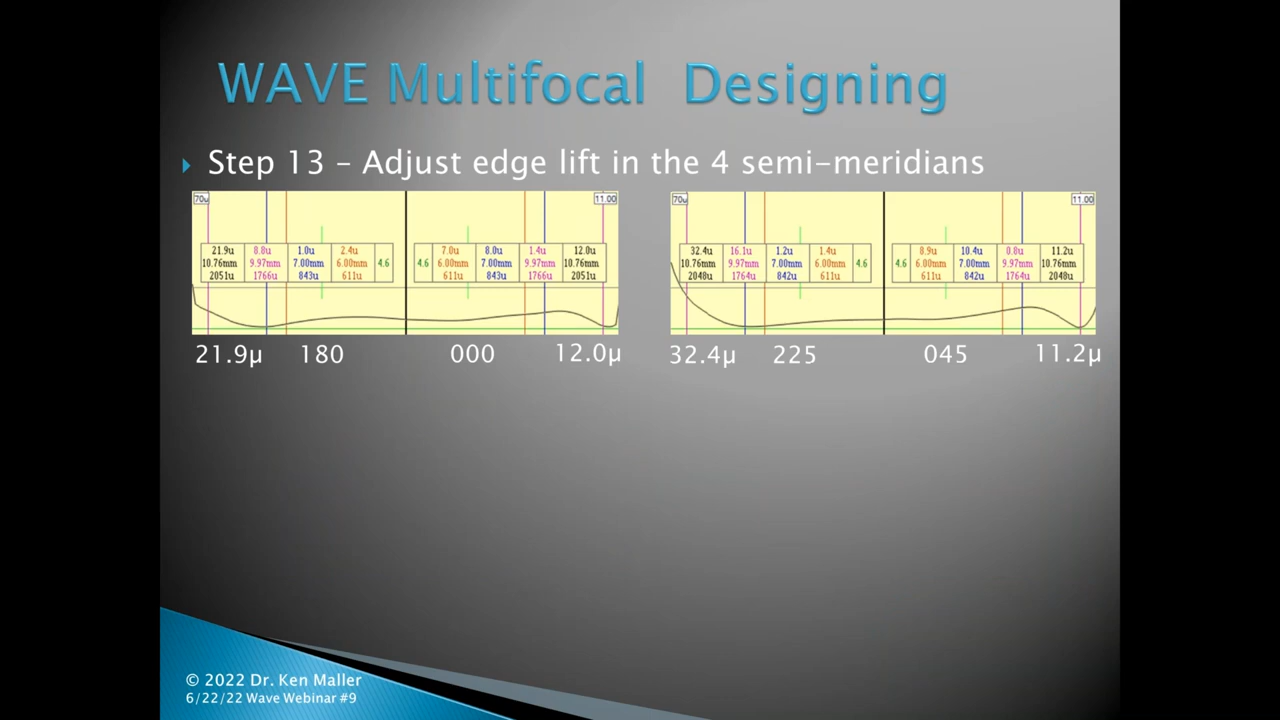 WAVE Multifocal Designing
Step 13 – Adjust edge lift in the 4 semi-meridians
70u 11.00
21.9u 8.8u 1.0u 2.4u 7.0u 8.0u 1.4u 12.0u
10.76mm 9.97mm 7.00mm 6.00mm 4.6 4.6 6.00mm 7.00mm 9.97mm 10.76mm
2051u 1766u 843u 611u 611u 843u 1766u 2051u
21.9µ 180 000 12.0µ
70u 11.00
32.4u 16.1u 1.2u 1.4u 8.9u 10.4u 0.8u 11.2u
10.76mm 9.97mm 7.00mm 6.00mm 4.6 4.6 6.00mm 7.00mm 9.97mm 10.76mm
2048u 1764u 842u 611u 611u 842u 1764u 2048u
32.4µ 225 045 11.2µ
© 2022 Dr. Ken Maller
6/22/22 Wave Webinar #9